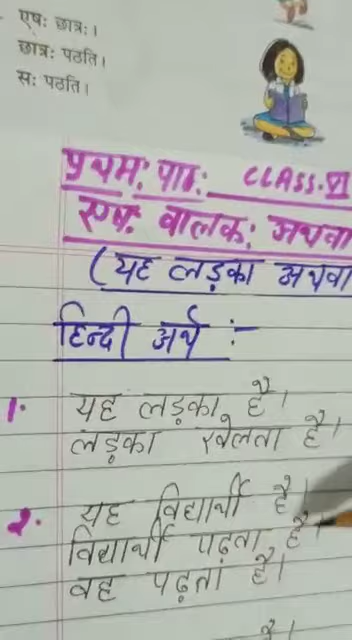 एषः छात्रः।
छात्रः पठति।
सः पठति।
प्रथमः पाठः CLASS-VI
एषः बालकः अथवा
(यह लड़का अथवा
हिन्दी अर्थ :-
1. यह लड़का है।
लड़का खेलता है।
2. यह विद्यार्थी है।
विद्यार्थी पढ़ता है।
वह पढ़ता है।
है।